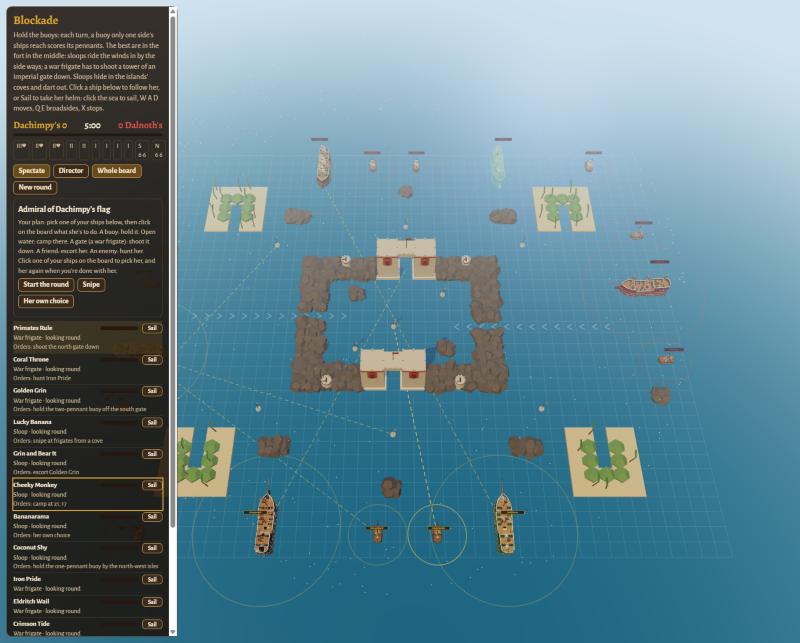 Blockade
Hold the buoys: each turn, a buoy only one side's
ships reach scores its pennants. The best are in the
fort in the middle: sloops ride the winds in by the
side ways; a war frigate has to shoot a tower of an
imperial gate down. Sloops hide in the islands'
coves and dart out. Click a ship below to follow her,
or Sail to take her helm: click the sea to sail, W A D
moves, Q E broadsides, X stops.
Dachimpy's 0 5:00 0 Dalnoth's
III♥ II♥ I♥ II II I I I I S N
6 6 6 6
Spectate Director Whole board
New round
Admiral of Dachimpy's flag
Your plan: pick one of your ships below, then click
on the board what she's to do. A buoy: hold it. Open
water: camp there. A gate (a war frigate): shoot it
down. A friend: escort her. An enemy: hunt her.
Click one of your ships on the board to pick her, and
her again when you're done with her.
Start the round Snipe
Her own choice
Primates Rule Sail
War frigate · looking round
Orders: shoot the north gate down
Coral Throne Sail
War frigate · looking round
Orders: hunt Iron Pride
Golden Grin Sail
War frigate · looking round
Orders: hold the two-pennant buoy off the south gate
Lucky Banana Sail
Sloop · looking round
Orders: snipe at frigates from a cove
Grin and Bear It Sail
Sloop · looking round
Orders: escort Golden Grin
Cheeky Monkey Sail
Sloop · looking round
Orders: camp at 21, 17
Bananarama Sail
Sloop · looking round
Orders: her own choice
Coconut Shy Sail
Sloop · looking round
Orders: hold the one-pennant buoy by the north-west isles
Iron Pride Sail
War frigate · looking round
Eldritch Wail Sail
War frigate · looking round
Crimson Tide Sail
War frigate · looking round